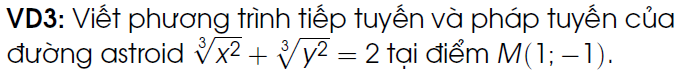 VD3: Viết phương trình tiếp tuyến và pháp tuyến của
đường astroid ∛x² + ∛y² = 2 tại điểm M(1; −1).